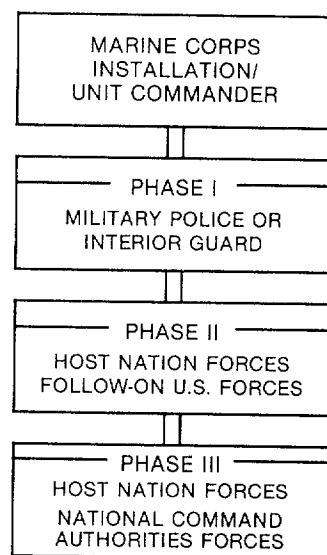 MARINE CORPS
INSTALLATION/
UNIT COMMANDER
PHASE I
MILITARY POLICE OR
INTERIOR GUARD
PHASE II
HOST NATION FORCES
FOLLOW-ON U.S. FORCES
PHASE III
HOST NATION FORCES
NATIONAL COMMAND
AUTHORITIES FORCES